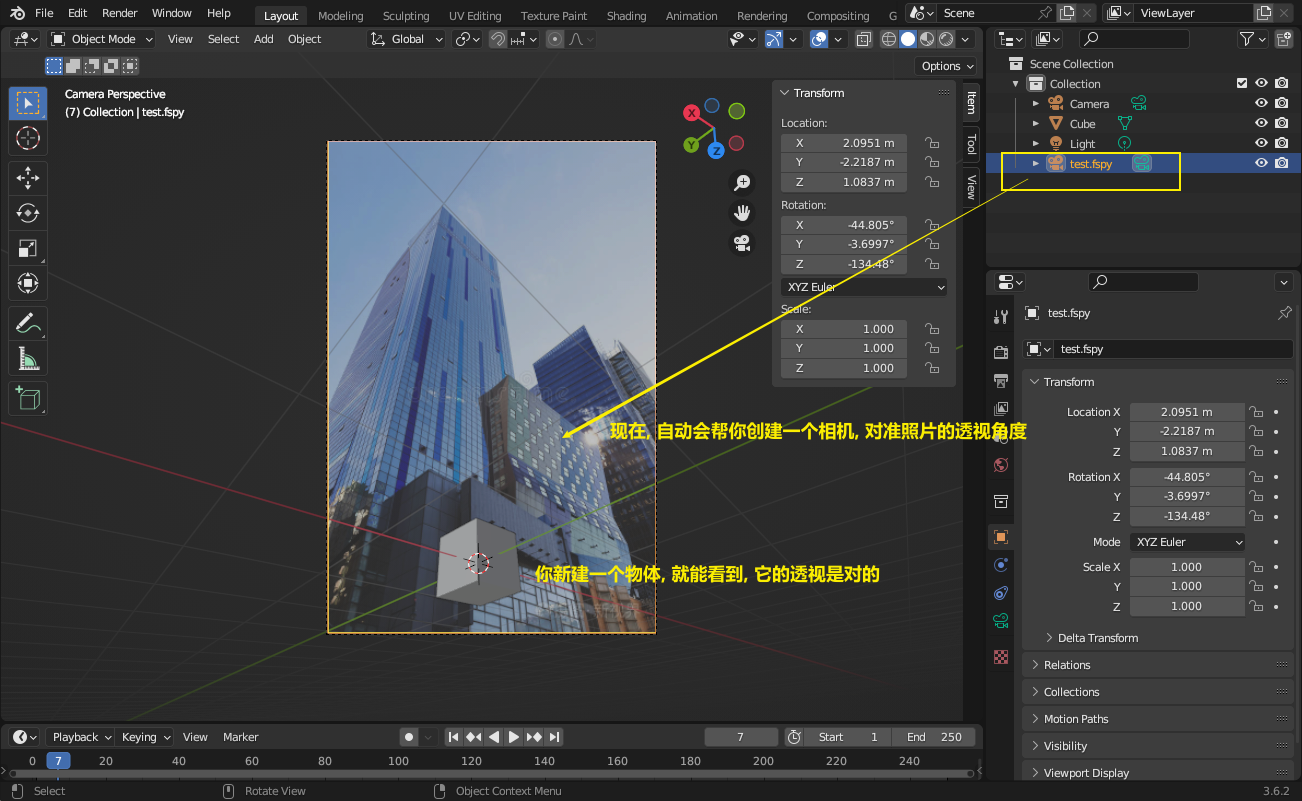 File Edit Render Window Help Layout Modeling Sculpting UV Editing Texture Paint Shading Animation Rendering Compositing G Scene ViewLayer
Object Mode View Select Add Object Global
Options
Camera Perspective
(7) Collection | test.fspy
X
Y
Z
Transform
Location:
X 2.0951 m
Y -2.2187 m
Z 1.0837 m
Rotation:
X -44.805°
Y -3.6997°
Z -134.48°
XYZ Euler
Scale:
X 1.000
Y 1.000
Z 1.000
Item
Tool
View
Scene Collection
Collection
Camera
Cube
Light
test.fspy
现在, 自动会帮你创建一个相机, 对准照片的透视角度
你新建一个物体, 就能看到, 它的透视是对的
test.fspy
test.fspy
Transform
Location X 2.0951 m
Y -2.2187 m
Z 1.0837 m
Rotation X -44.805°
Y -3.6997°
Z -134.48°
Mode XYZ Euler
Scale X 1.000
Y 1.000
Z 1.000
Delta Transform
Relations
Collections
Motion Paths
Visibility
Viewport Display
Playback Keying View Marker 7 Start 1 End 250
0 7 20 40 60 80 100 120 140 160 180 200 220 240
Select Rotate View Object Context Menu 3.6.2